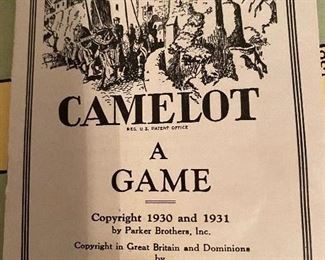 CAMELOT
REG. U.S. PATENT OFFICE
A
GAME
Copyright 1930 and 1931
by Parker Brothers, Inc.
Copyright in Great Britain and Dominions
by